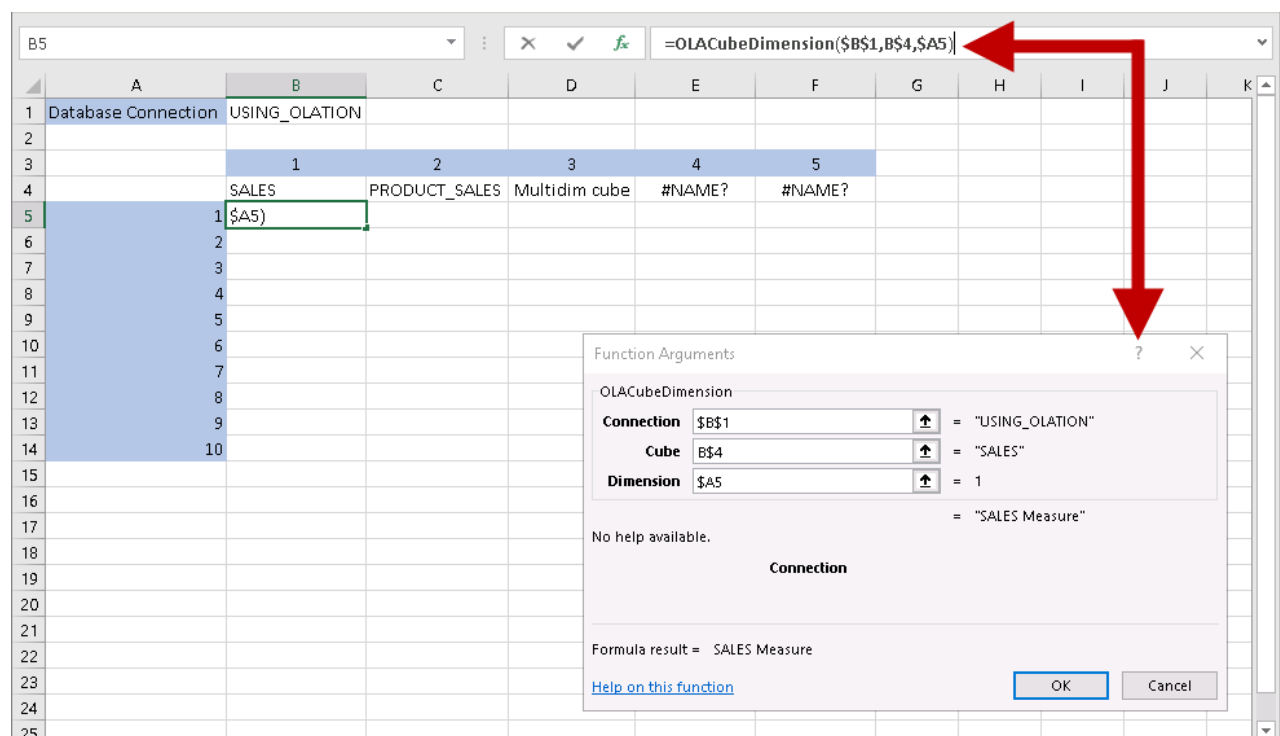 B5 =OLACubeDimension($B$1,B$4,$A5)
A B C D E F G H I J K
1 Database Connection USING_OLATION
2
3 1 2 3 4 5
4 SALES PRODUCT_SALES Multidim cube #NAME? #NAME?
5 1 $A5)
6 2
7 3
8 4
9 5
10 6
11 7
12 8
13 9
14 10
15
16
17
18
19
20
21
22
23
24
25
Function Arguments ?
OLACubeDimension
Connection $B$1 = "USING_OLATION"
Cube B$4 = "SALES"
Dimension $A5 = 1
= "SALES Measure"
No help available.
Connection
Formula result = SALES Measure
Help on this function OK Cancel